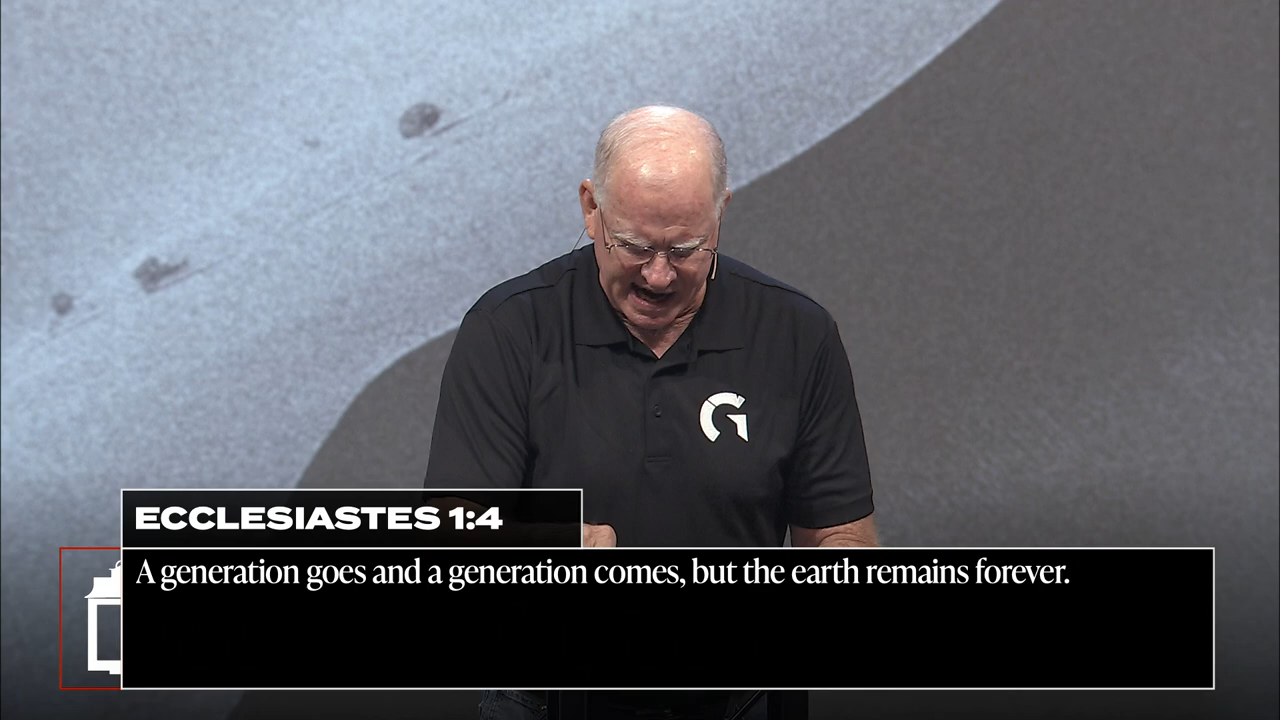 G
ECCLESIASTES 1:4
A generation goes and a generation comes, but the earth remains forever.